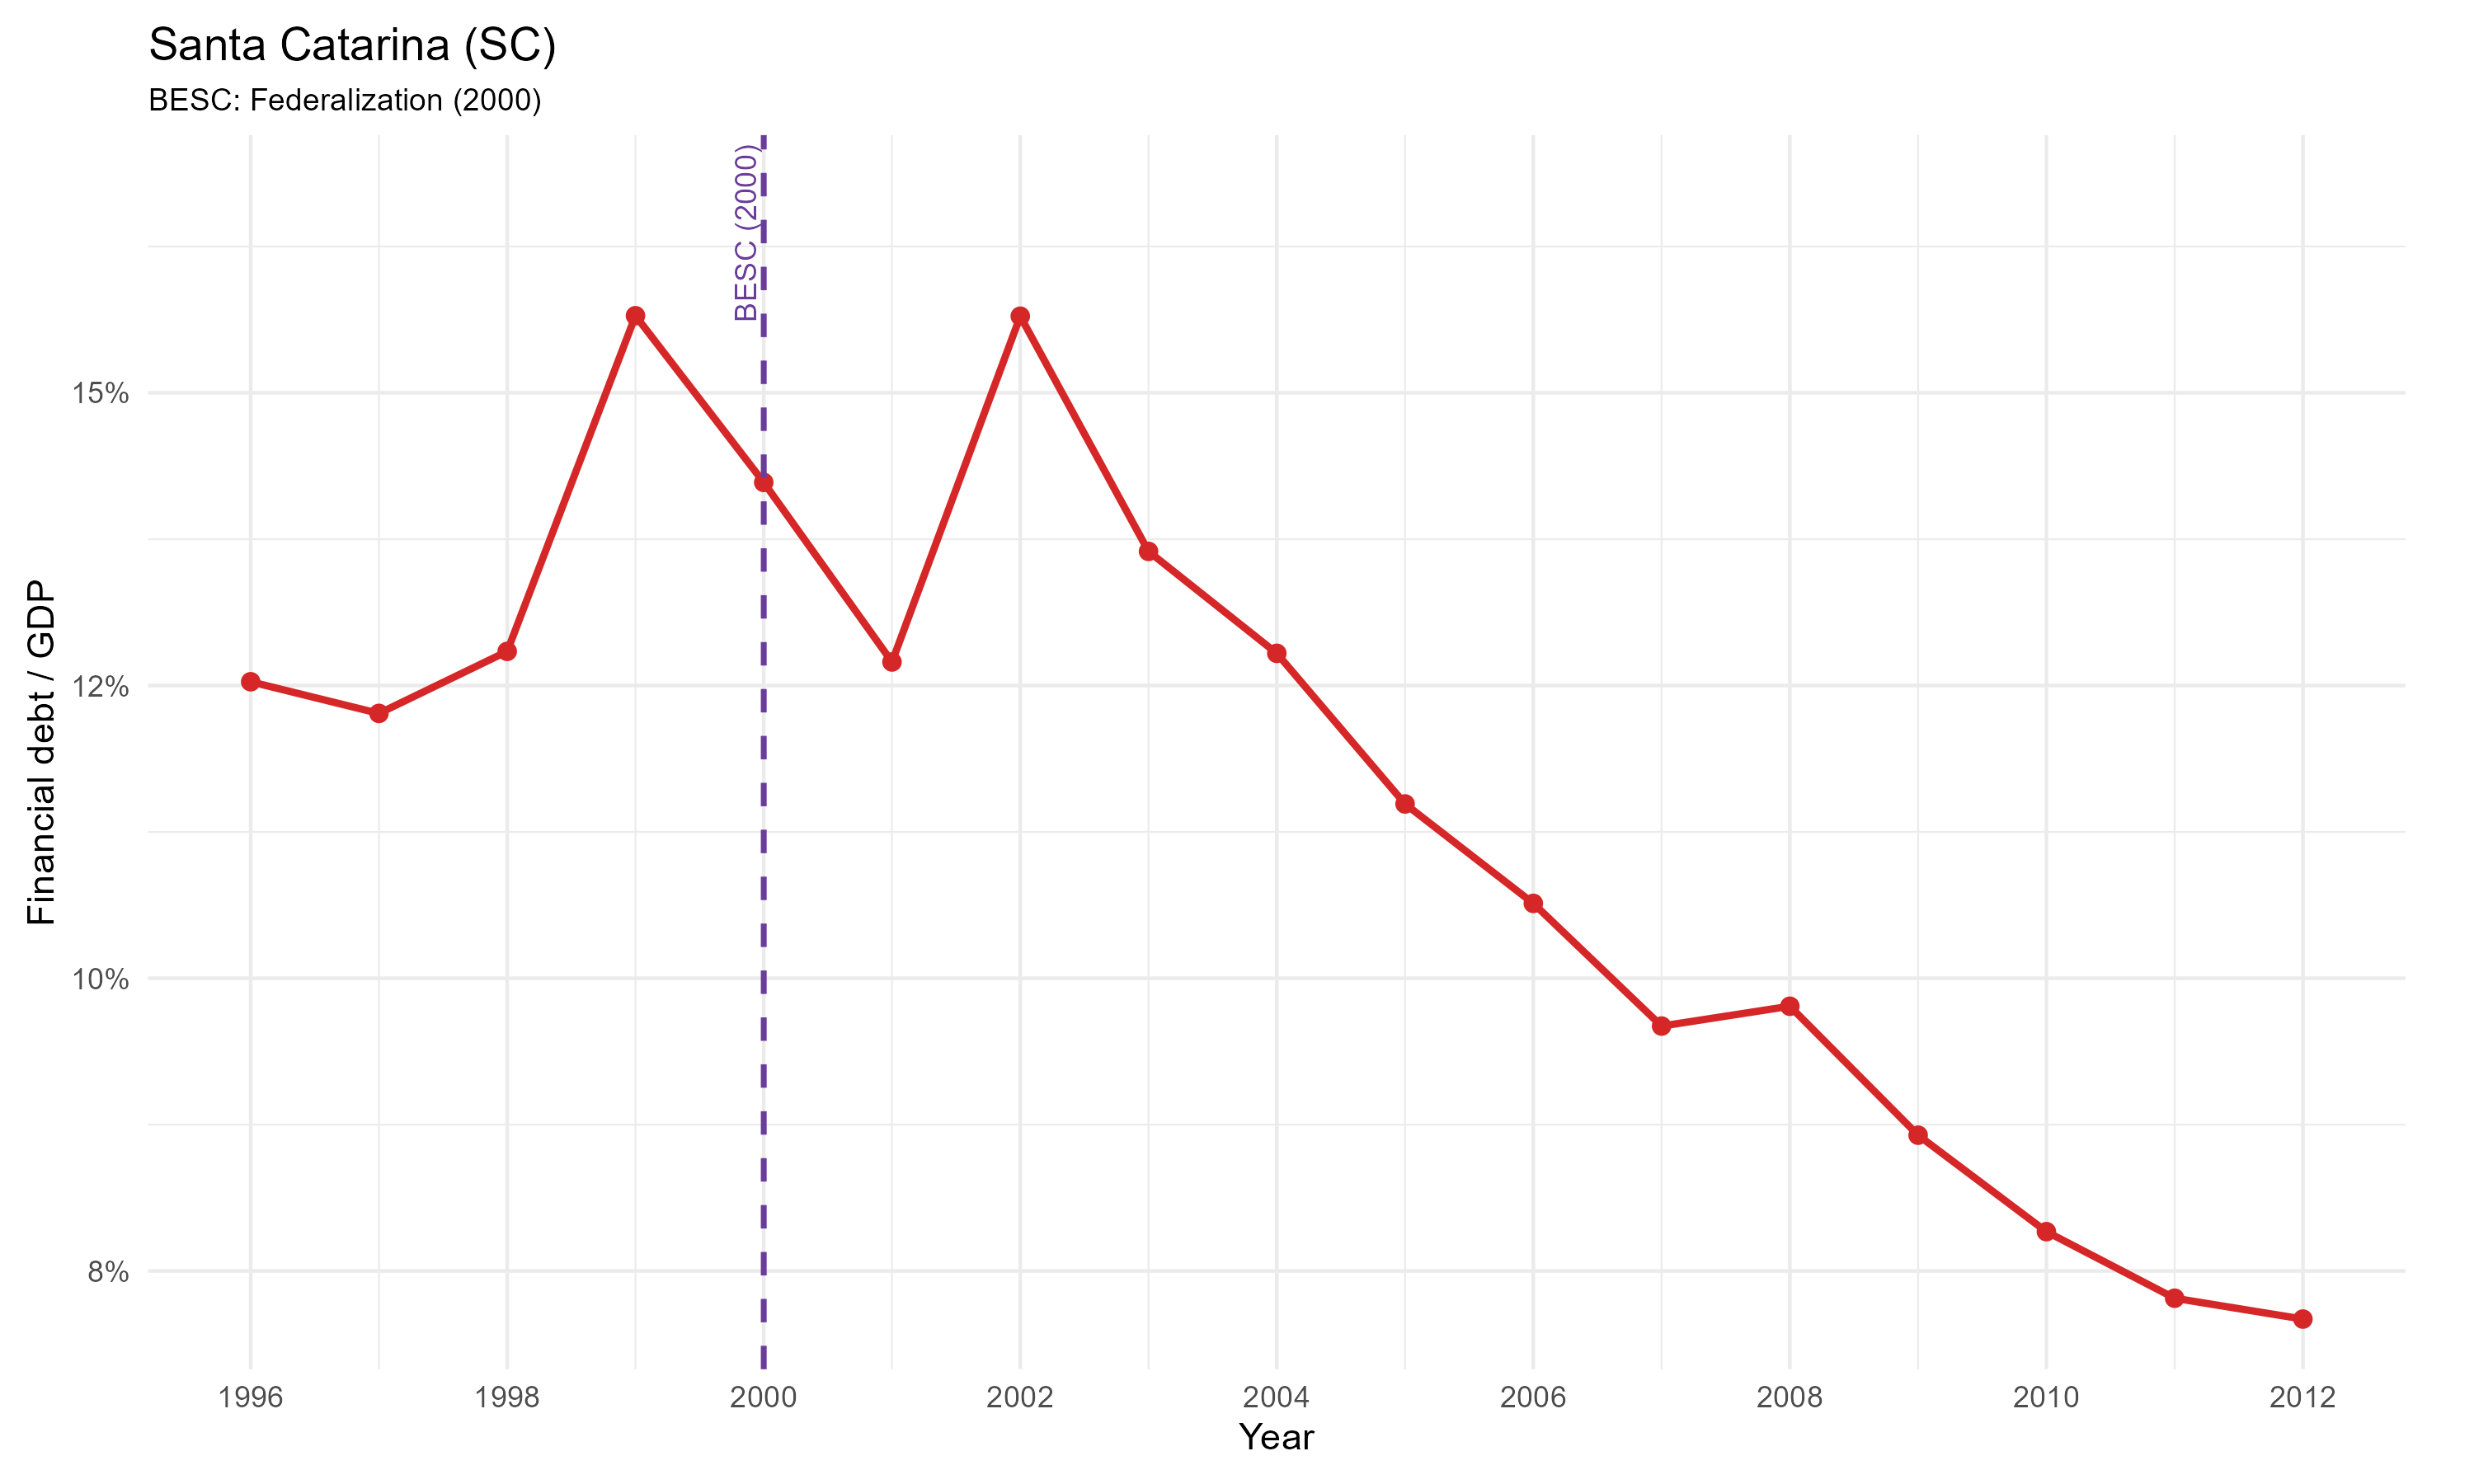 Santa Catarina (SC)
BESC: Federalization (2000)
BESC (2000)
Financial debt / GDP
15%
12%
10%
8%
1996 1998 2000 2002 2004 2006 2008 2010 2012
Year